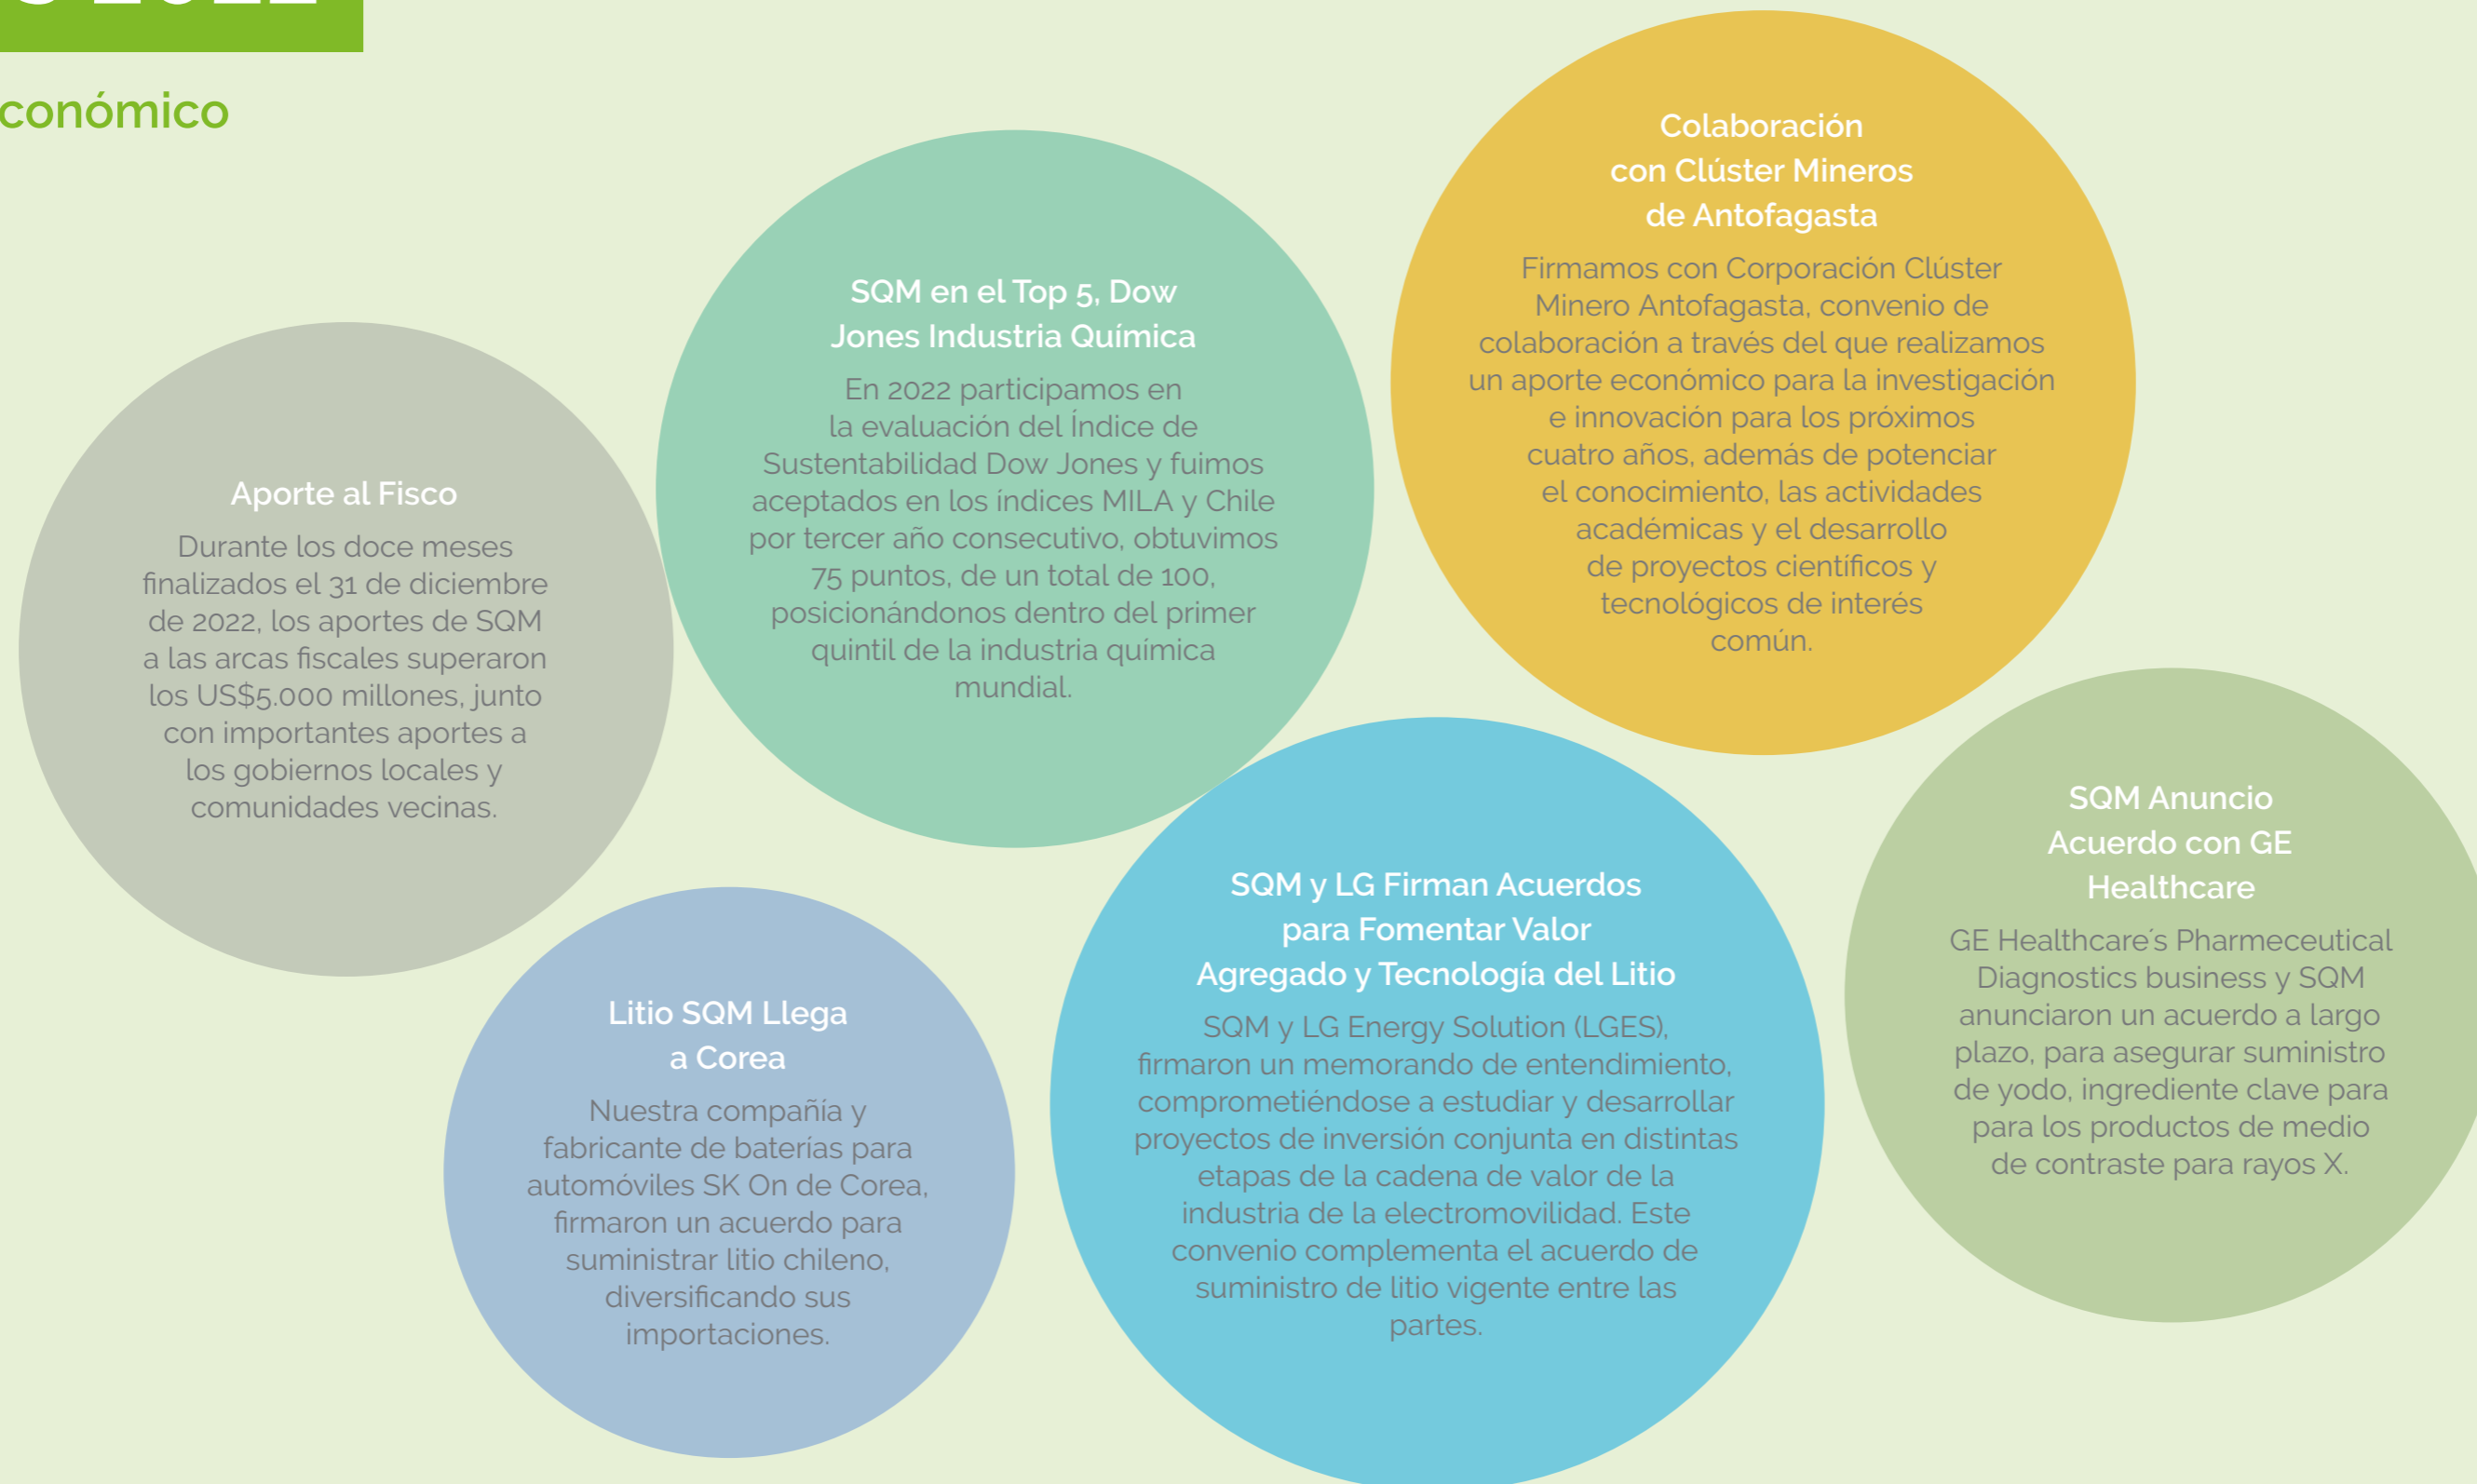 2022
conómico
Aporte al Fisco
Durante los doce meses
finalizados el 31 de diciembre
de 2022, los aportes de SQM
a las arcas fiscales superaron
los US$5.000 millones, junto
con importantes aportes a
los gobiernos locales y
comunidades vecinas.
SQM en el Top 5, Dow
Jones Industria Química
En 2022 participamos en
la evaluación del Índice de
Sustentabilidad Dow Jones y fuimos
aceptados en los índices MILA y Chile
por tercer año consecutivo, obtuvimos
75 puntos, de un total de 100,
posicionándonos dentro del primer
quintil de la industria química
mundial.
Colaboración
con Clúster Mineros
de Antofagasta
Firmamos con Corporación Clúster
Minero Antofagasta, convenio de
colaboración a través del que realizamos
un aporte económico para la investigación
e innovación para los próximos
cuatro años, además de potenciar
el conocimiento, las actividades
académicas y el desarrollo
de proyectos científicos y
tecnológicos de interés
común.
Litio SQM Llega
a Corea
Nuestra compañía y
fabricante de baterías para
automóviles SK On de Corea,
firmaron un acuerdo para
suministrar litio chileno,
diversificando sus
importaciones.
SQM y LG Firman Acuerdos
para Fomentar Valor
Agregado y Tecnología del Litio
SQM y LG Energy Solution (LGES),
firmaron un memorando de entendimiento,
comprometiéndose a estudiar y desarrollar
proyectos de inversión conjunta en distintas
etapas de la cadena de valor de la
industria de la electromovilidad. Este
convenio complementa el acuerdo de
suministro de litio vigente entre las
partes.
SQM Anuncio
Acuerdo con GE
Healthcare
GE Healthcare´s Pharmeceutical
Diagnostics business y SQM
anunciaron un acuerdo a largo
plazo, para asegurar suministro
de yodo, ingrediente clave para
para los productos de medio
de contraste para rayos X.